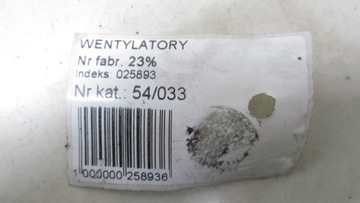 WENTYLATORY
Nr fabr. 23%
indeks 025893
Nr kat.: 54/033
1 000000 258936